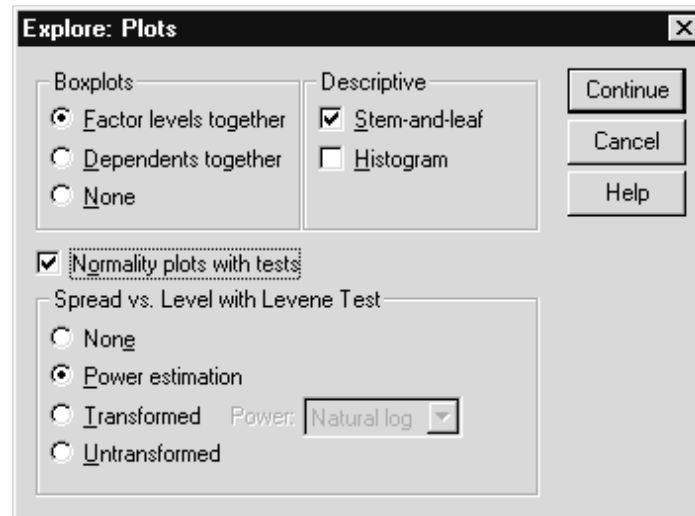 Explore: Plots
Boxplots
Factor levels together
Dependents together
None
Descriptive
Stem-and-leaf
Histogram
Continue
Cancel
Help
Normality plots with tests
Spread vs. Level with Levene Test
None
Power estimation
Transformed Power: Natural log
Untransformed